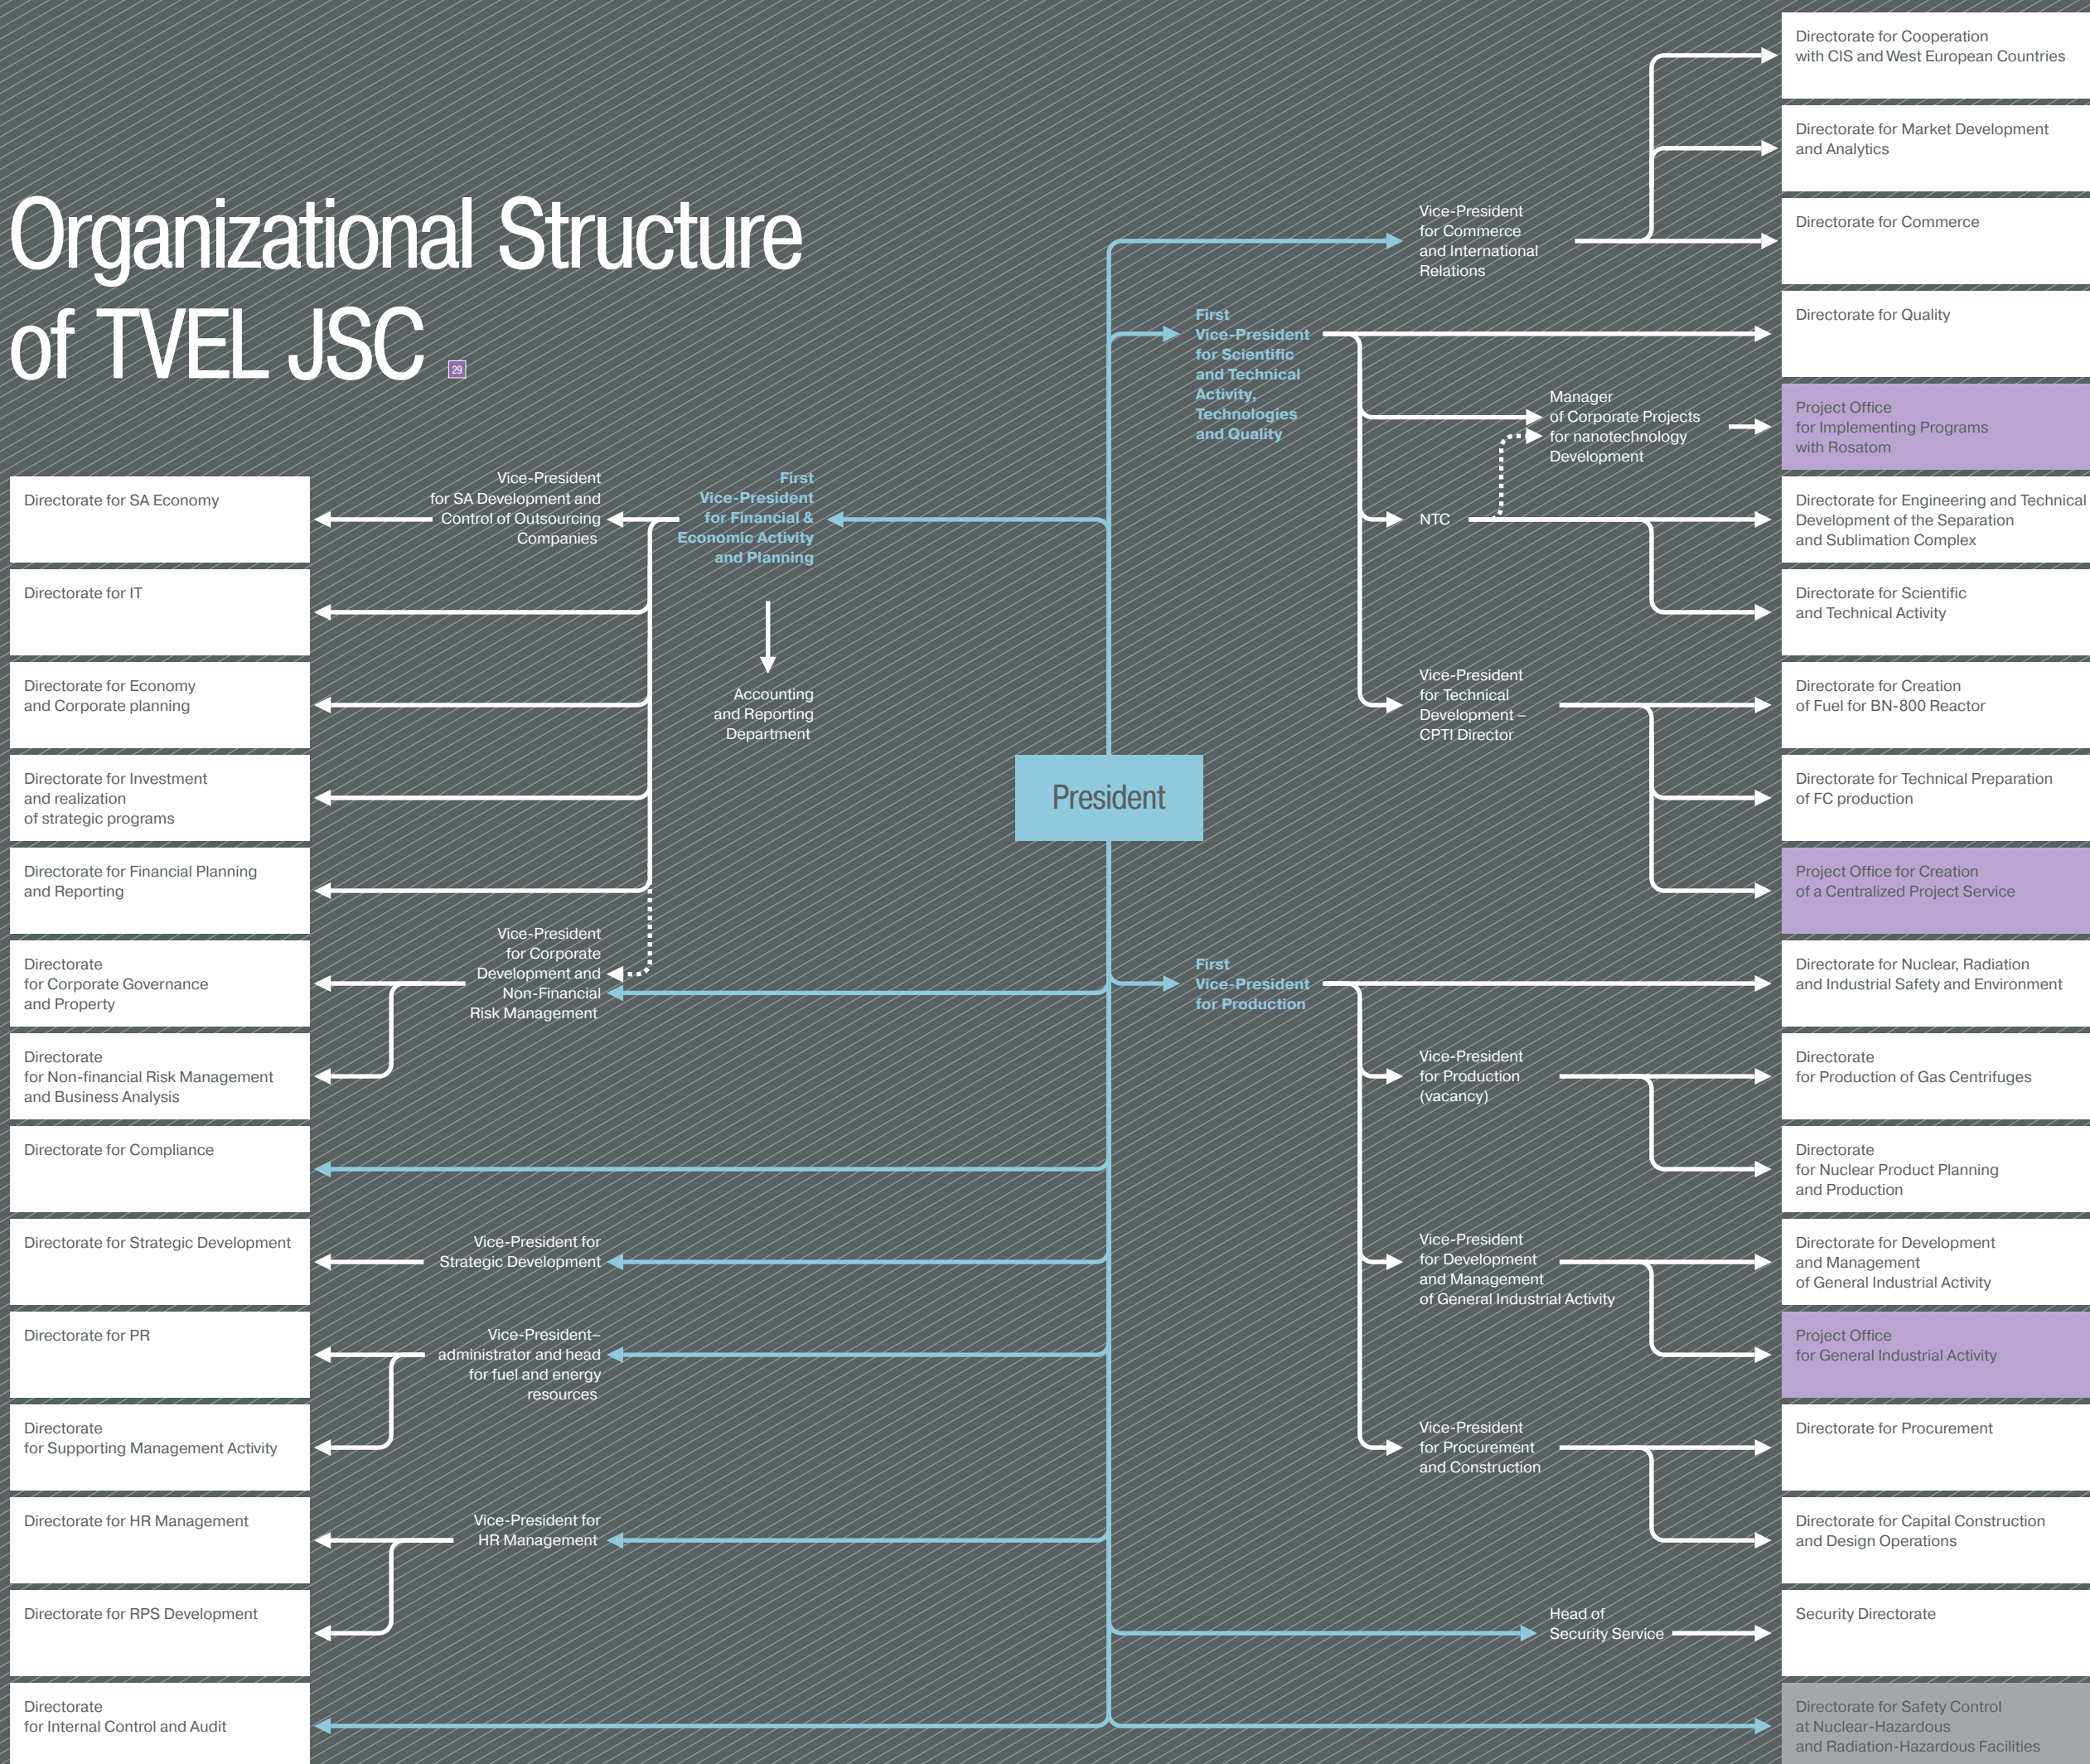 Organizational Structure
of TVEL JSC 29
Directorate for SA Economy
Directorate for IT
Directorate for Economy
and Corporate planning
Directorate for Investment
and realization
of strategic programs
Directorate for Financial Planning
and Reporting
Directorate
for Corporate Governance
and Property
Directorate
for Non-financial Risk Management
and Business Analysis
Directorate for Compliance
Directorate for Strategic Development
Directorate for PR
Directorate
for Supporting Management Activity
Directorate for HR Management
Directorate for RPS Development
Directorate
for Internal Control and Audit
Vice-President
for SA Development and
Control of Outsourcing
Companies
Vice-President
for Corporate
Development and
Non-Financial
Risk Management
Vice-President for
Strategic Development
Vice-President–
administrator and head
for fuel and energy
resources
Vice-President for
HR Management
First
Vice-President
for Financial &
Economic Activity
and Planning
Accounting
and Reporting
Department
President
First
Vice-President
for Scientific
and Technical
Activity,
Technologies
and Quality
First
Vice-President
for Production
Vice-President
for Commerce
and International
Relations
Manager
of Corporate Projects
for nanotechnology
Development
NTC
Vice-President
for Technical
Development –
CPTI Director
Vice-President
for Production
(vacancy)
Vice-President
for Development
and Management
of General Industrial Activity
Vice-President
for Procurement
and Construction
Head of
Security Service
Directorate for Cooperation
with CIS and West European Countries
Directorate for Market Development
and Analytics
Directorate for Commerce
Directorate for Quality
Project Office
for Implementing Programs
with Rosatom
Directorate for Engineering and Technical
Development of the Separation
and Sublimation Complex
Directorate for Scientific
and Technical Activity
Directorate for Creation
of Fuel for BN-800 Reactor
Directorate for Technical Preparation
of FC production
Project Office for Creation
of a Centralized Project Service
Directorate for Nuclear, Radiation
and Industrial Safety and Environment
Directorate
for Production of Gas Centrifuges
Directorate
for Nuclear Product Planning
and Production
Directorate for Development
and Management
of General Industrial Activity
Project Office
for General Industrial Activity
Directorate for Procurement
Directorate for Capital Construction
and Design Operations
Security Directorate
Directorate for Safety Control
at Nuclear-Hazardous
and Radiation-Hazardous Facilities